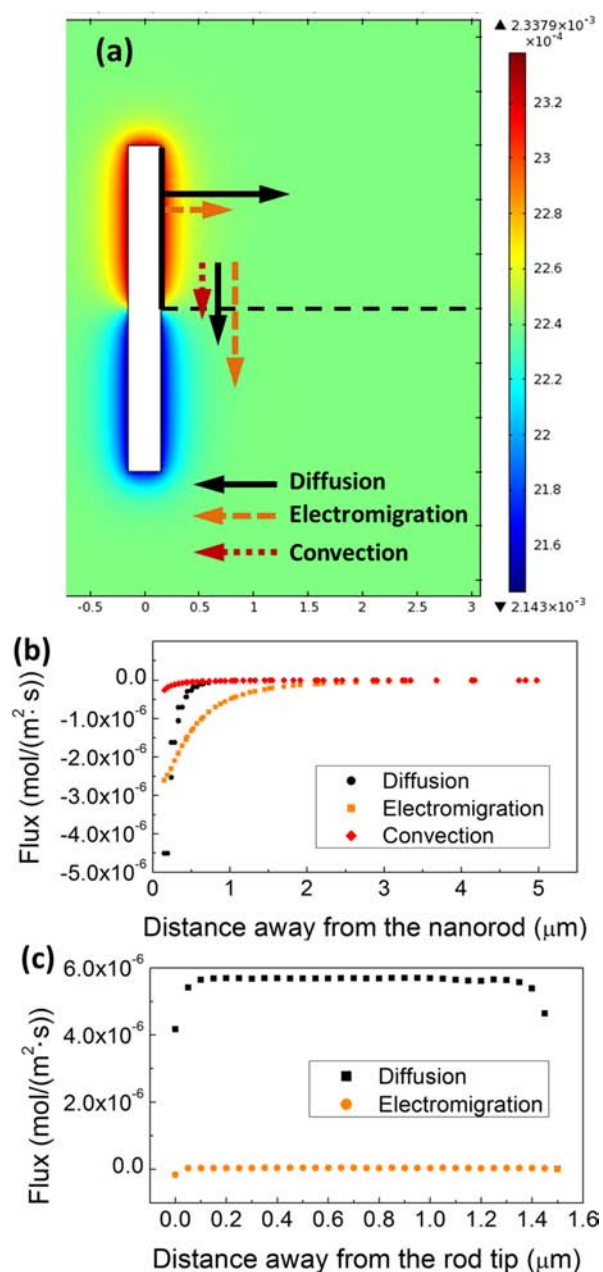 (a)
▲ 2.3379×10⁻³
×10⁻⁴
23.2
23
22.8
22.6
22.4
22.2
22
21.8
21.6
▼ 2.143×10⁻³
Diffusion
Electromigration
Convection
-0.5 0 0.5 1 1.5 2 2.5 3
(b)
0.0
-1.0x10⁻⁶
-2.0x10⁻⁶
-3.0x10⁻⁶
-4.0x10⁻⁶
-5.0x10⁻⁶
Flux (mol/(m²· s))
Diffusion
Electromigration
Convection
0 1 2 3 4 5
Distance away from the nanorod (μm)
(c)
6.0x10⁻⁶
4.0x10⁻⁶
2.0x10⁻⁶
0.0
Flux (mol/(m²·s))
Diffusion
Electromigration
0.0 0.2 0.4 0.6 0.8 1.0 1.2 1.4 1.6
Distance away from the rod tip (μm)